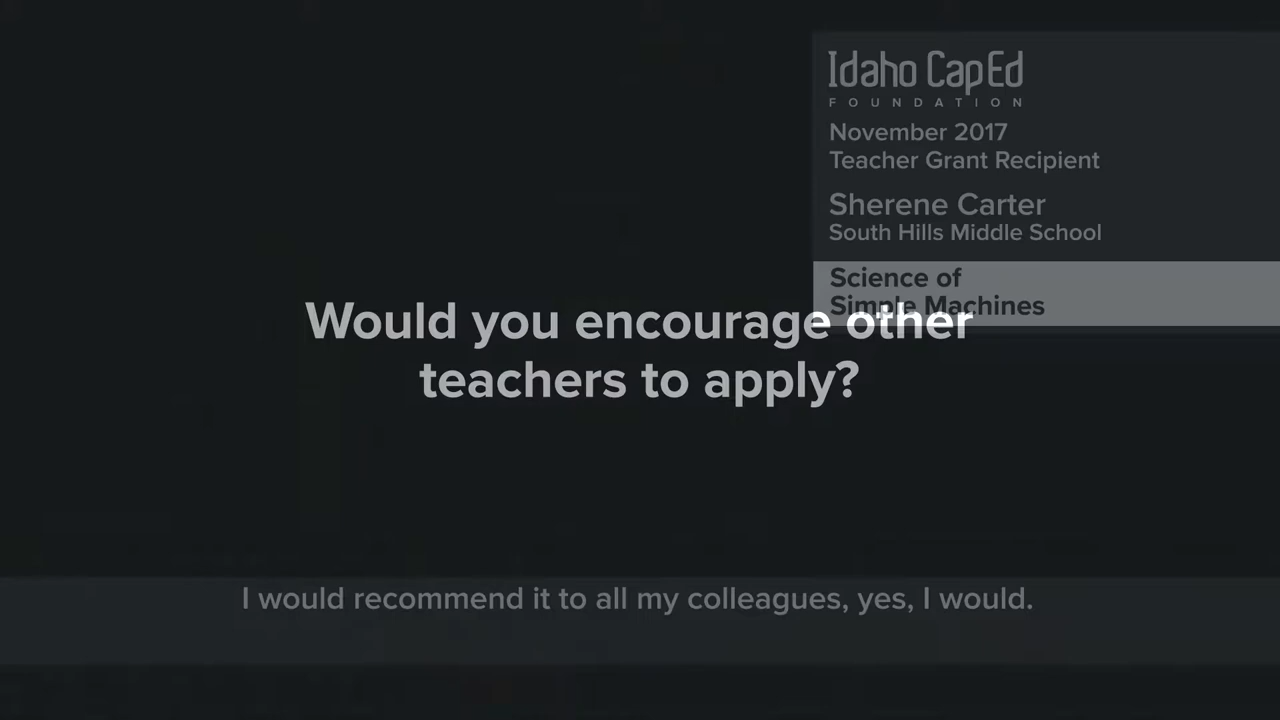 Idaho CapEd
FOUNDATION
November 2017
Teacher Grant Recipient
Sherene Carter
South Hills Middle School
Science of
Simple Machines
Would you encourage other
teachers to apply?
I would recommend it to all my colleagues, yes, I would.